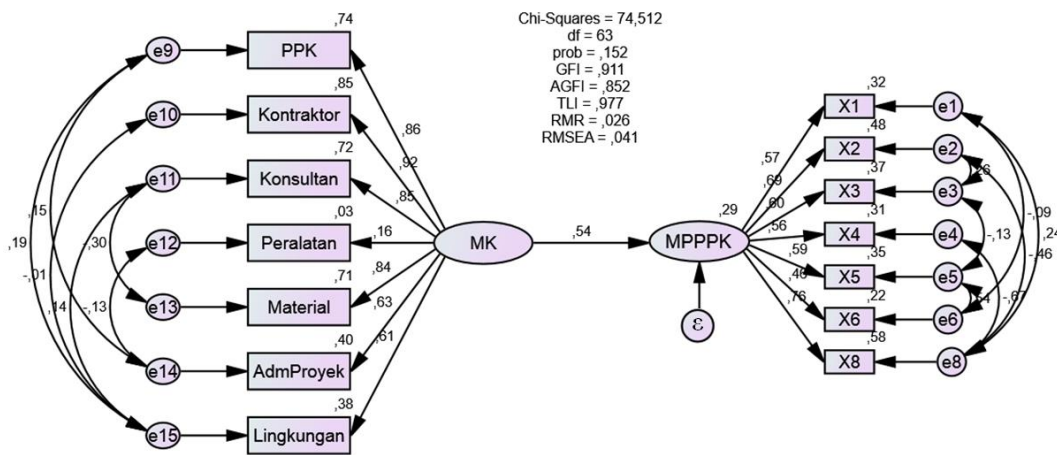 Chi-Squares = 74,512
df = 63
prob = ,152
GFI = ,911
AGFI = ,852
TLI = ,977
RMR = ,026
RMSEA = ,041
,74
e9
PPK
,85
e10
Kontraktor
,72
e11
Konsultan
,03
e12
Peralatan
,71
e13
Material
,40
e14
AdmProyek
,38
e15
Lingkungan
,15
,19
-,01
,14
-,30
-,13
,86
,92
,85
,16
,84
,63
,61
MK
,54
,29
MPPPK
ε
,57
,69
,60
,56
,59
,46
,76
,32
X1
e1
,48
X2
e2
,37
X3
e3
,31
X4
e4
,35
X5
e5
,22
X6
e6
,58
X8
e8
-,09
,24
-,46
-,13
-,67